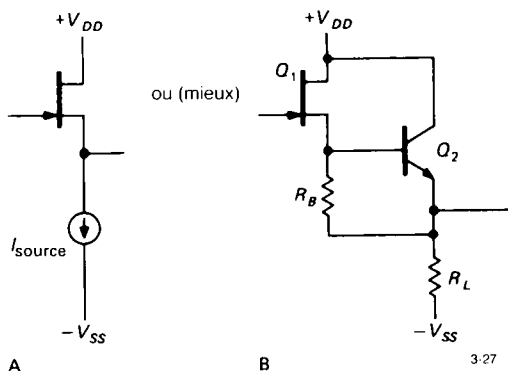 +V_DD
I_source
-V_SS
A
ou (mieux)
+V_DD
Q_1
Q_2
R_B
R_L
-V_SS
B
3-27